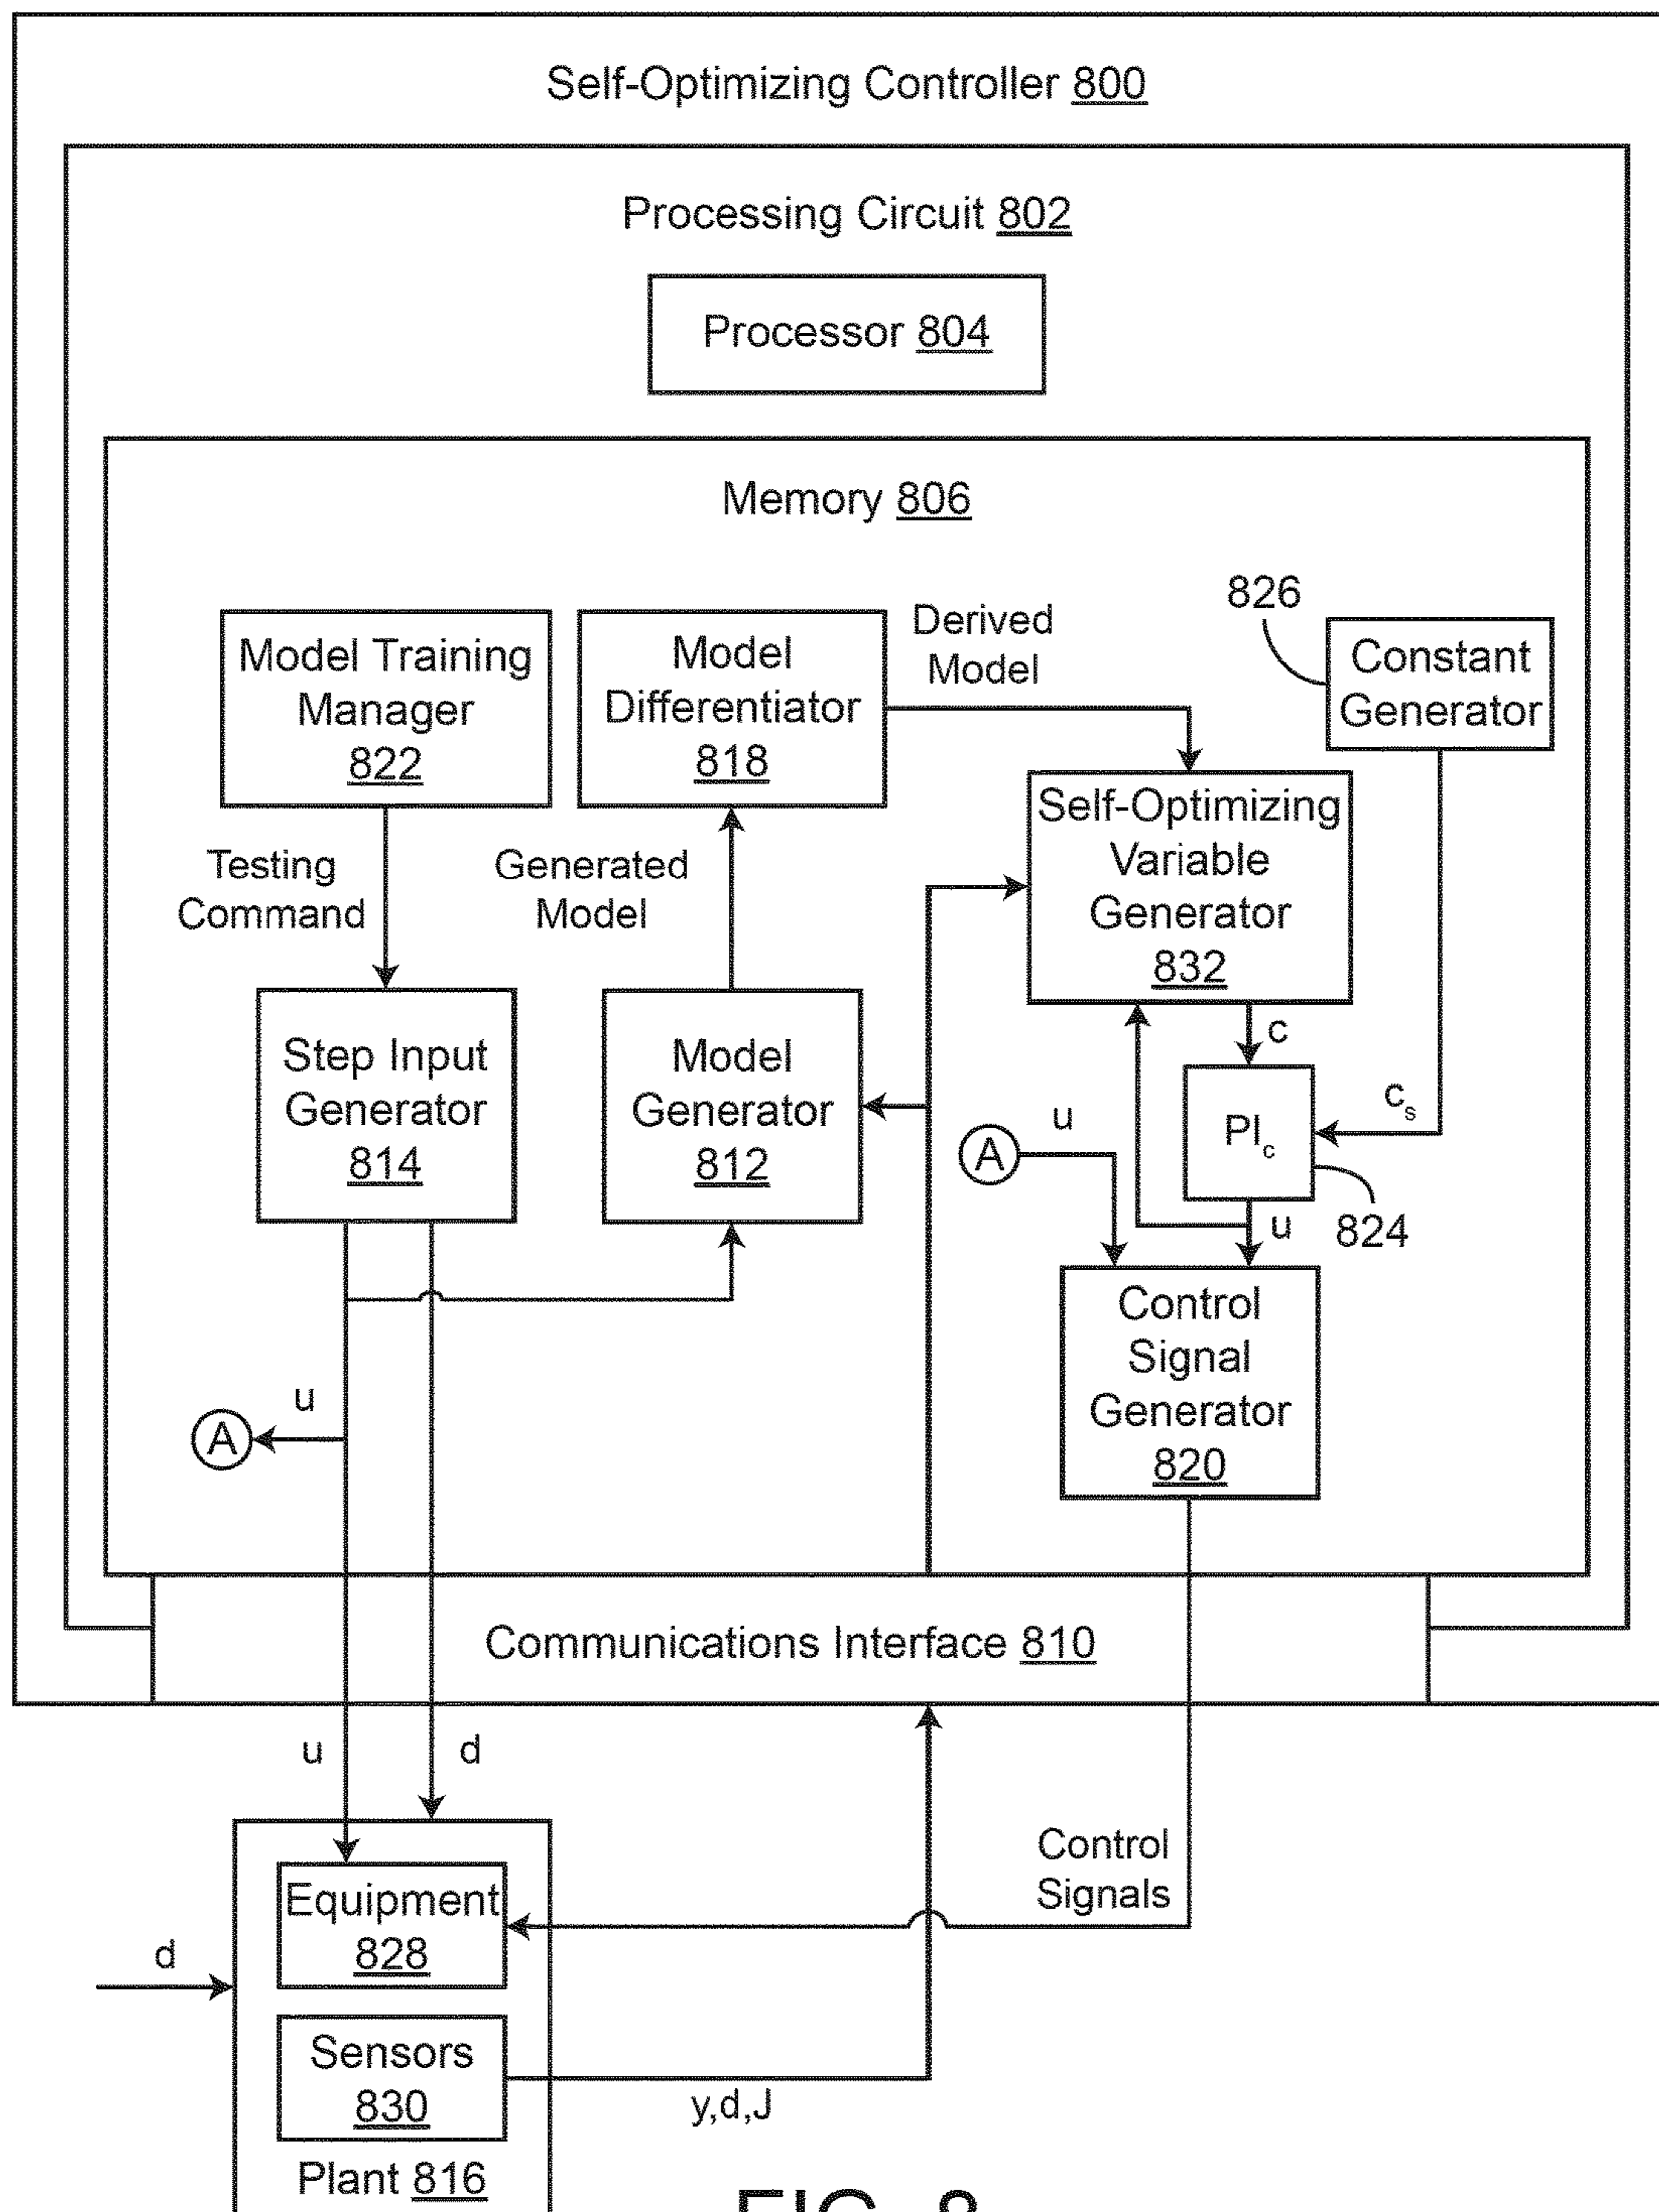 Self-Optimizing Controller 800
Processing Circuit 802
Processor 804
Memory 806
Model Training
Manager
822
Model
Differentiator
818
Derived
Model
826
Constant
Generator
Testing
Command
Generated
Model
Self-Optimizing
Variable
Generator
832
Step Input
Generator
814
Model
Generator
812
c
PIc
cs
824
A
u
u
Control
Signal
Generator
820
A
u
Communications Interface 810
u
d
Control
Signals
Equipment
828
d
Sensors
830
y,d,J
Plant 816
FIG. 8